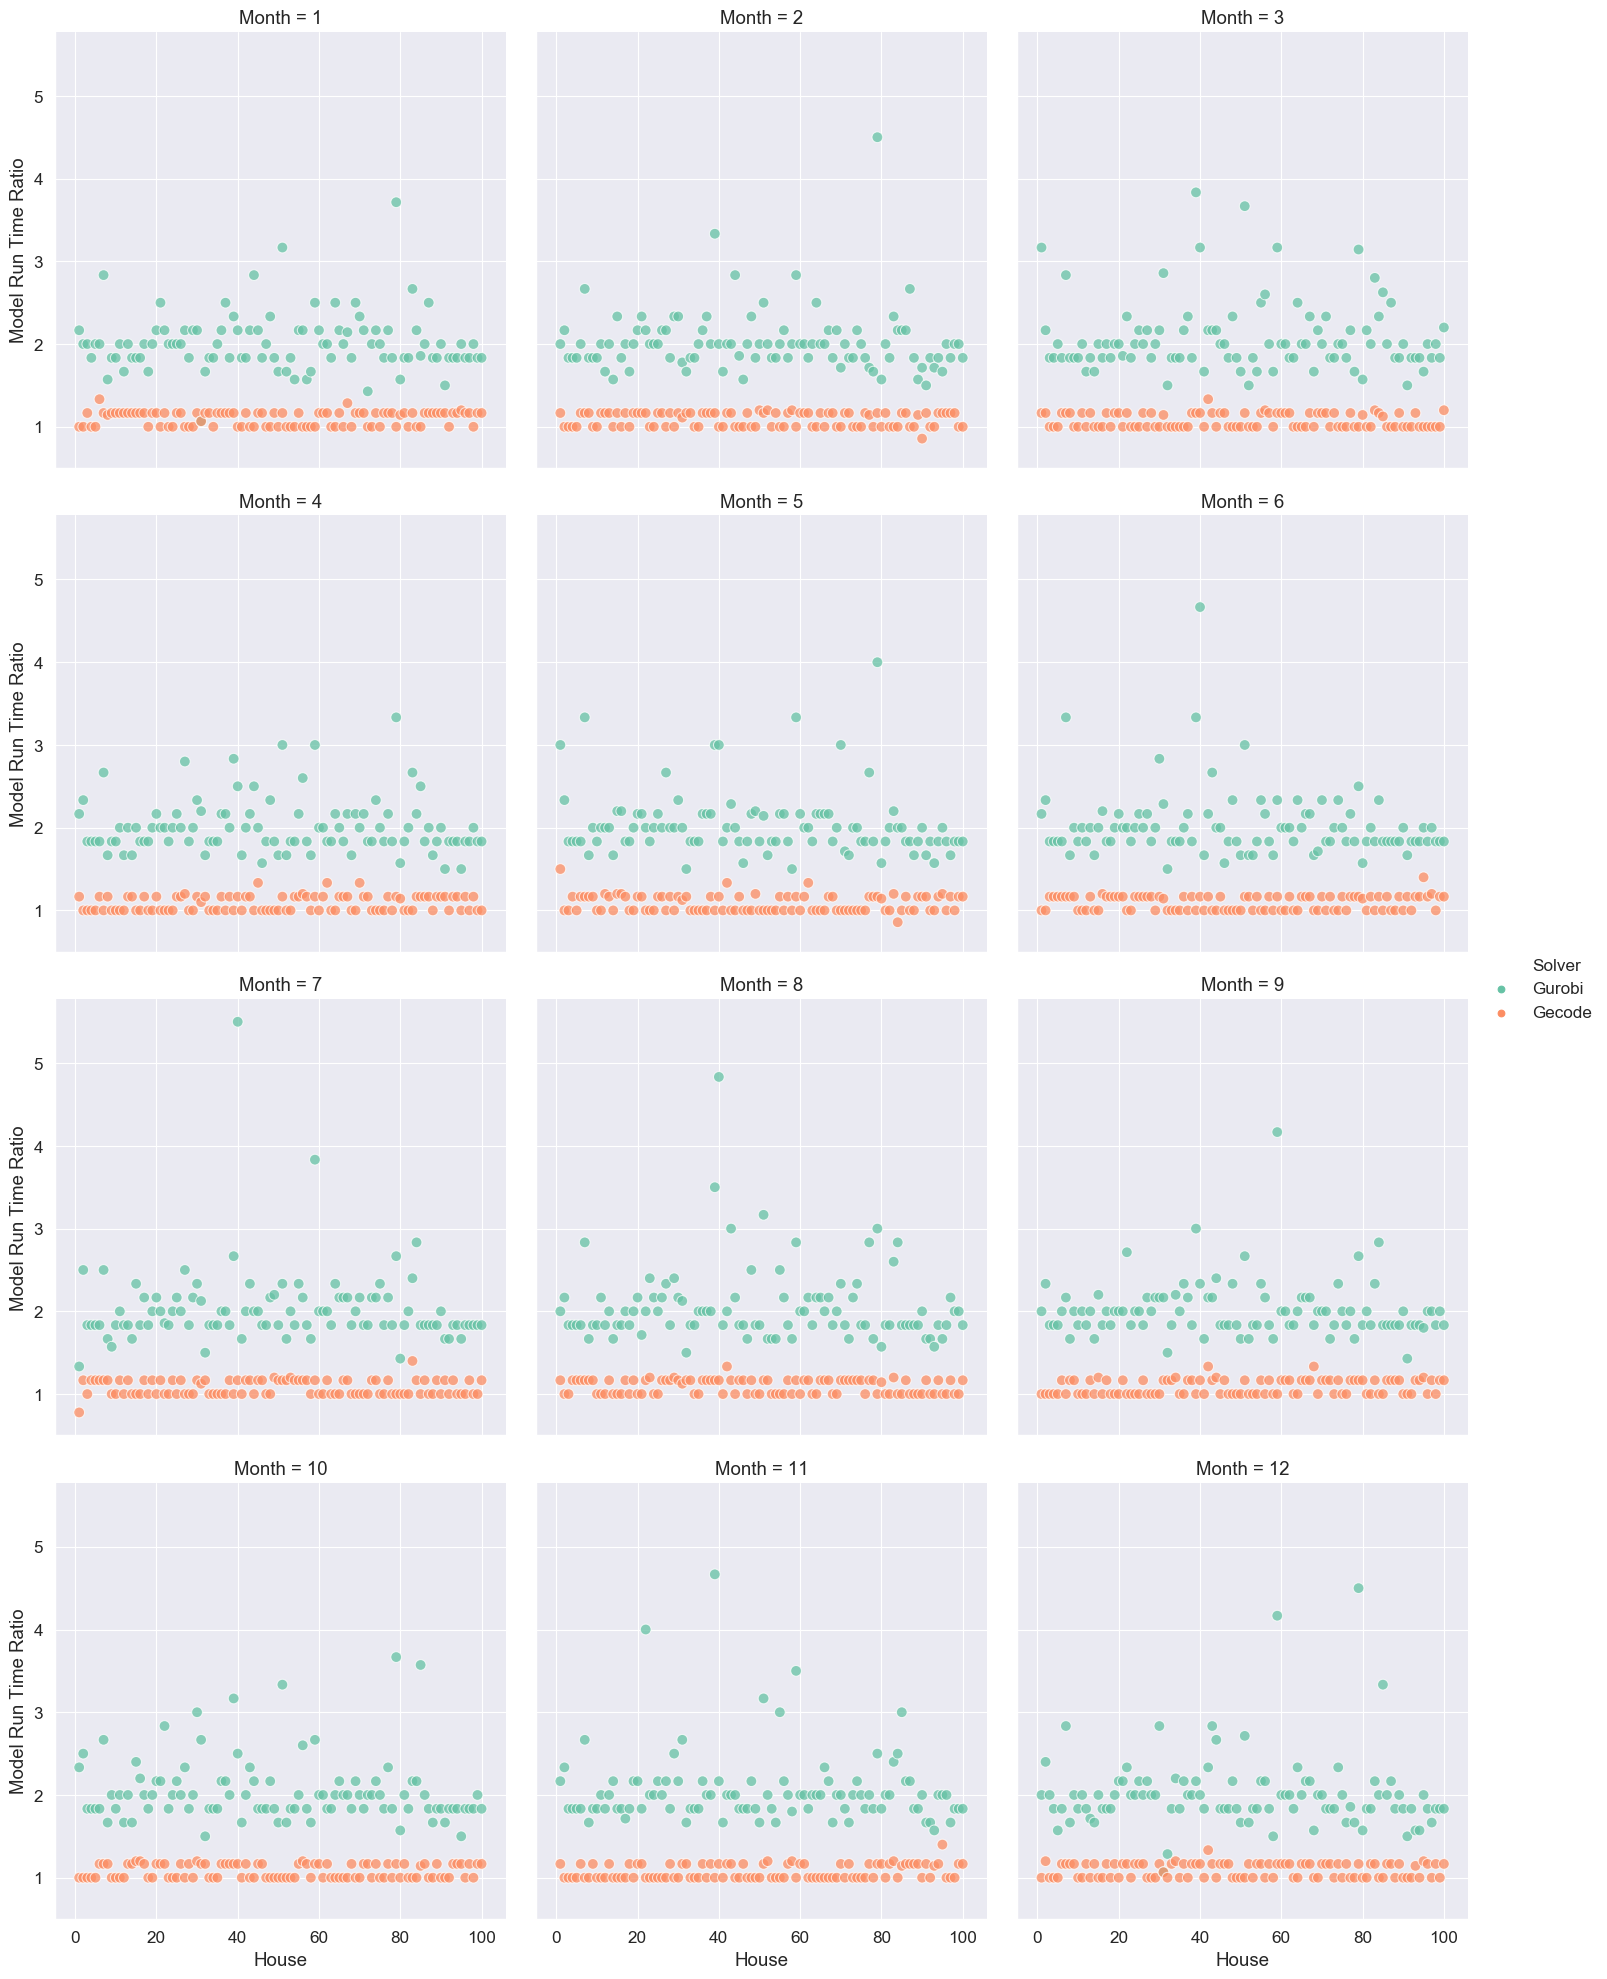 Month = 1
Month = 2
Month = 3
5
4
3
2
1
Model Run Time Ratio
Month = 4
Month = 5
Month = 6
5
4
3
2
1
Model Run Time Ratio
Solver
Gurobi
Gecode
Month = 7
Month = 8
Month = 9
5
4
3
2
1
Model Run Time Ratio
Month = 10
Month = 11
Month = 12
5
4
3
2
1
Model Run Time Ratio
0 20 40 60 80 100
0 20 40 60 80 100
0 20 40 60 80 100
House
House
House